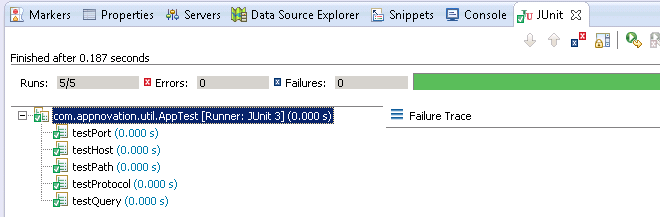 Markers Properties Servers Data Source Explorer Snippets Console JUnit
Finished after 0.187 seconds
Runs: 5/5 Errors: 0 Failures: 0
com.appnovation.util.AppTest [Runner: JUnit 3] (0.000 s)
Failure Trace
testPort (0.000 s)
testHost (0.000 s)
testPath (0.000 s)
testProtocol (0.000 s)
testQuery (0.000 s)